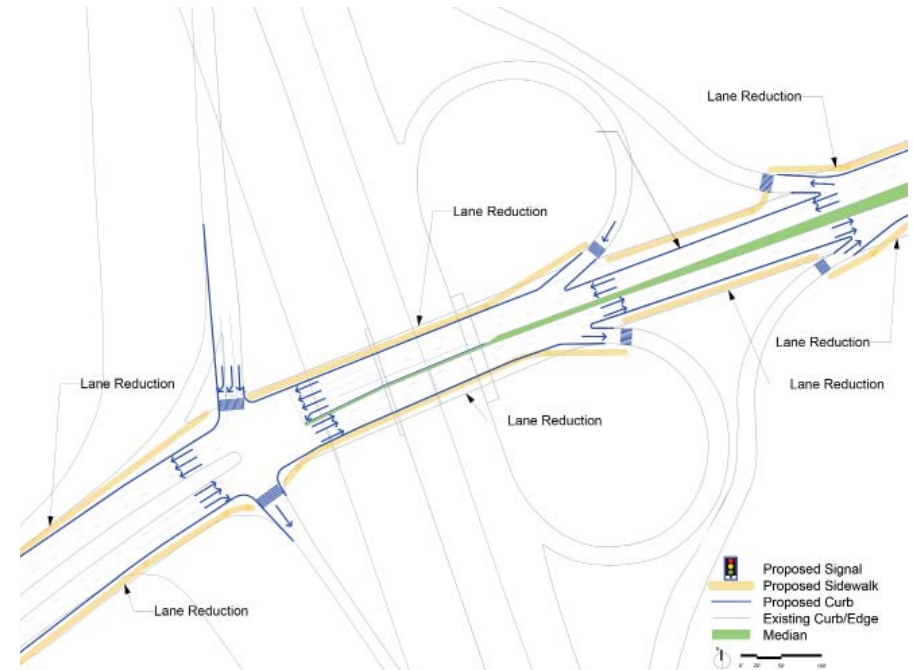 Lane Reduction
Lane Reduction
Lane Reduction
Lane Reduction
Lane Reduction
Lane Reduction
Lane Reduction
Proposed Signal
Proposed Sidewalk
Proposed Curb
Existing Curb/Edge
Median